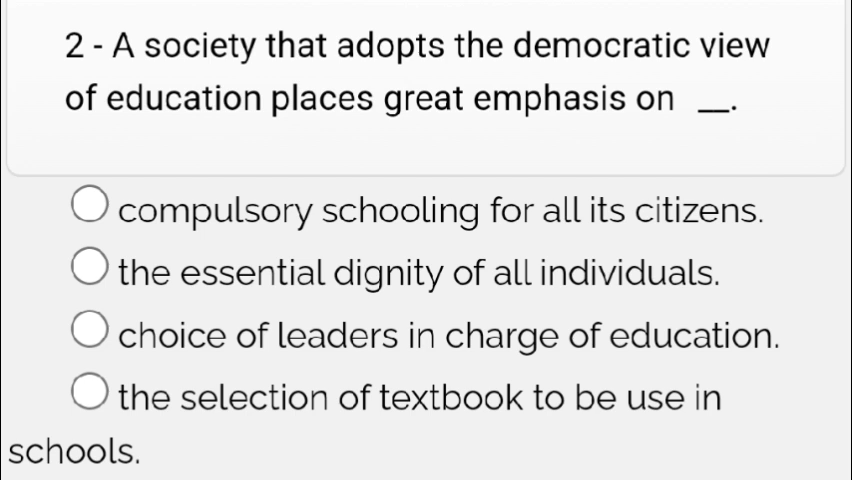 2 - A society that adopts the democratic view
of education places great emphasis on __.
compulsory schooling for all its citizens.
the essential dignity of all individuals.
choice of leaders in charge of education.
the selection of textbook to be use in
schools.